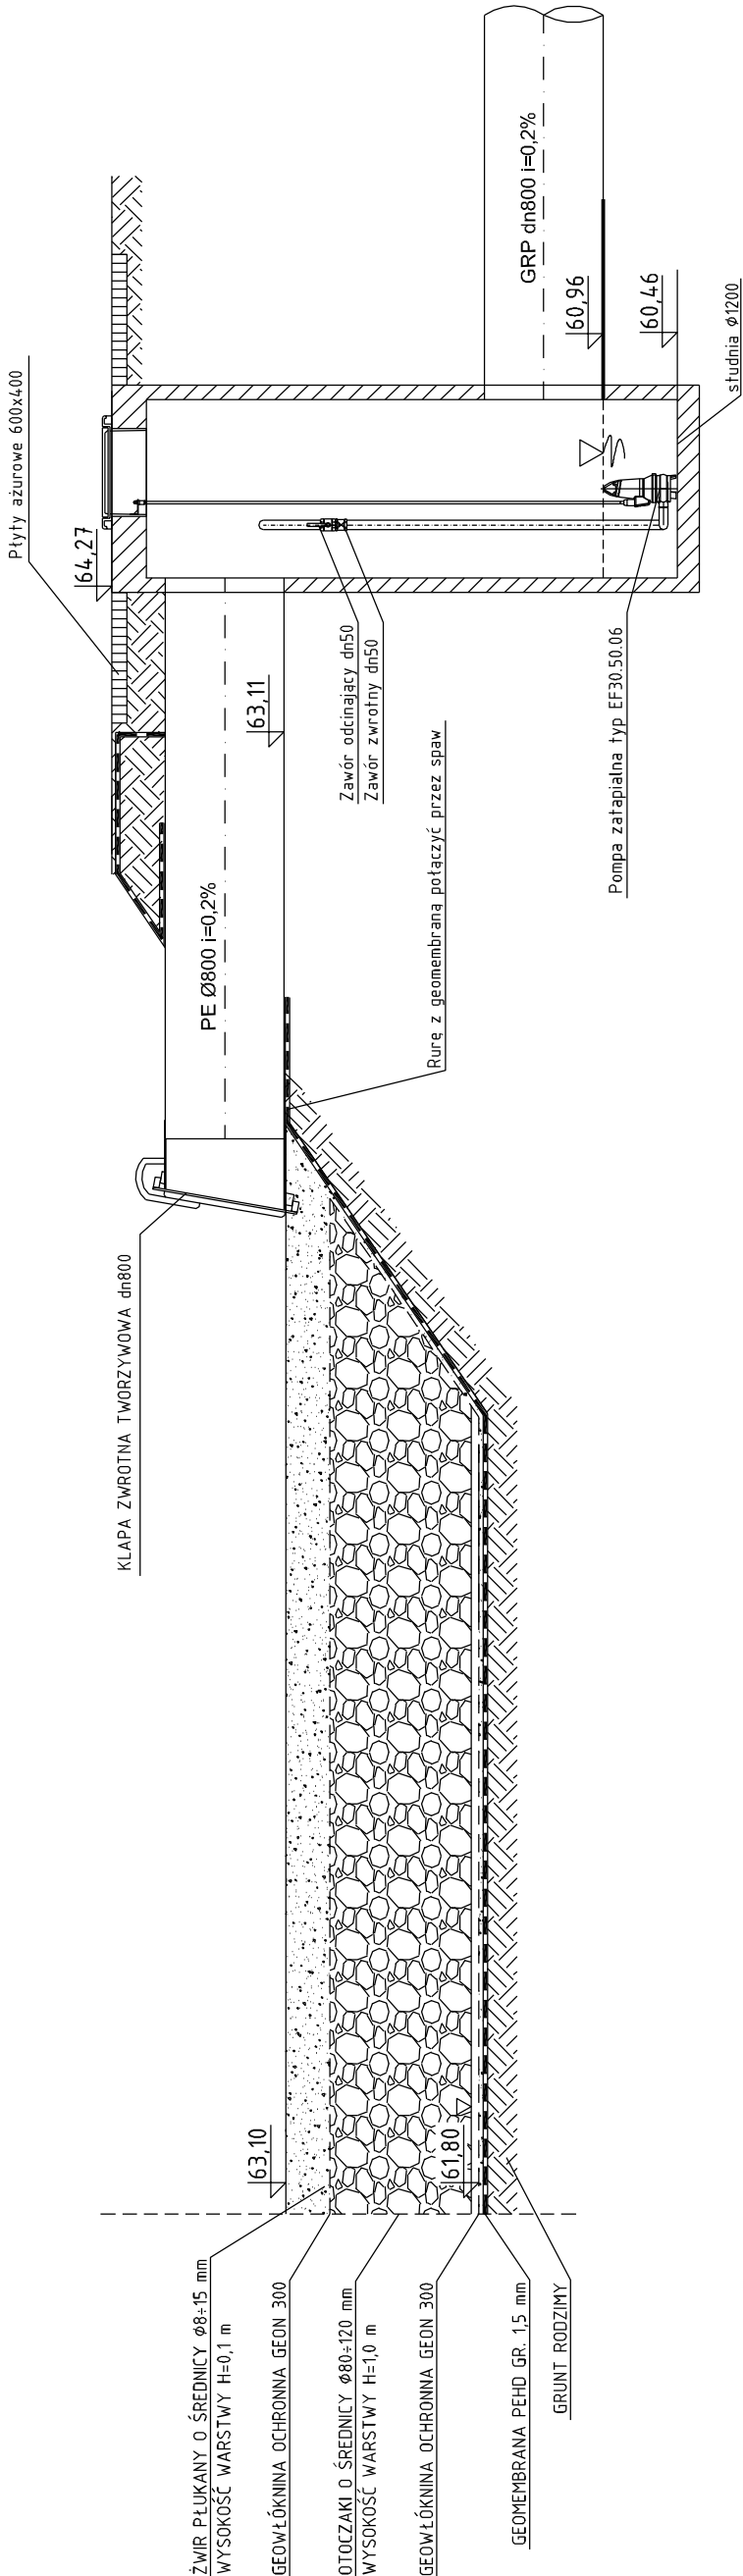 Płyty ażurowe 600x400
64,27
GRP dn800 i=0,2%
60,96
60,46
studnia ϕ1200
63,11
PE Ø800 i=0,2%
Zawór odcinający dn50
Zawór zwrotny dn50
Pompa zatapialna typ EF30.50.06
Rurę z geomembraną połączyć przez spaw
KLAPA ZWROTNA TWORZYWOWA dn800
63,10
61,80
ŻWIR PŁUKANY O ŚREDNICY ϕ8÷15 mm
WYSOKOŚĆ WARSTWY H=0,1 m
GEOWŁÓKNINA OCHRONNA GEON 300
OTOCZAKI O ŚREDNICY ϕ80÷120 mm
WYSOKOŚĆ WARSTWY H=1,0 m
GEOWŁÓKNINA OCHRONNA GEON 300
GEOMEMBRANA PEHD GR. 1,5 mm
GRUNT RODZIMY